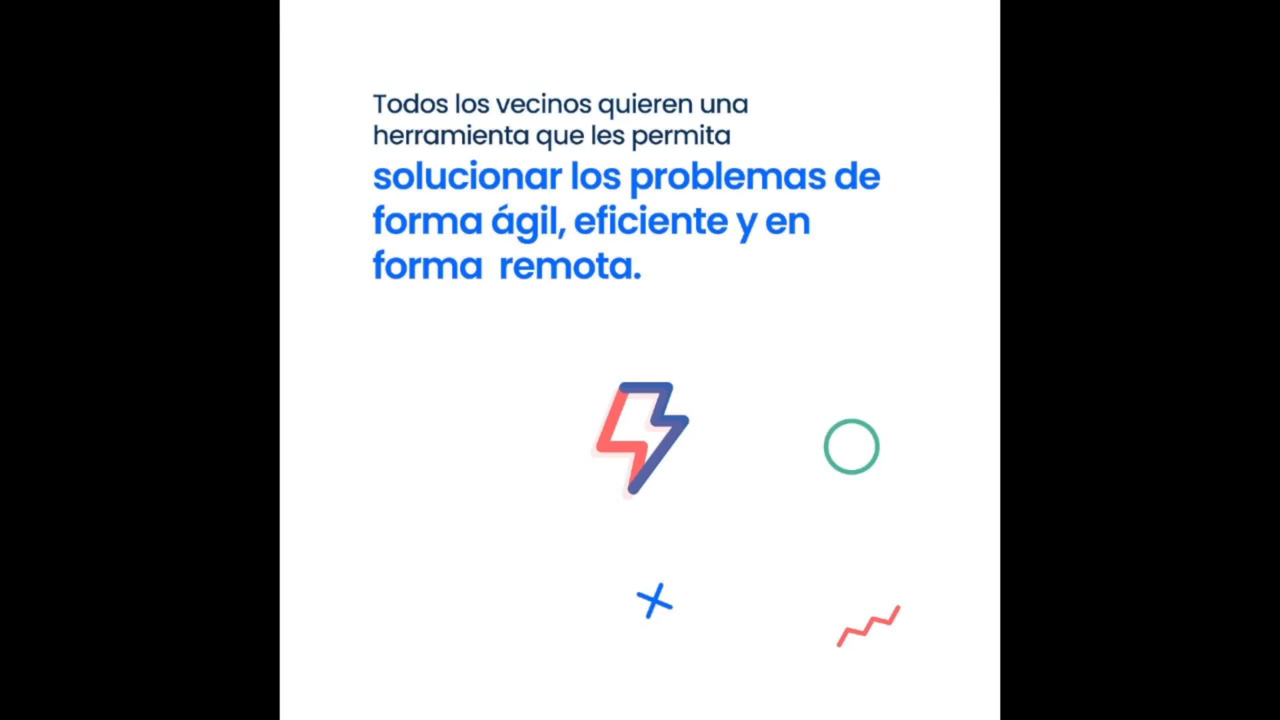 Todos los vecinos quieren una
herramienta que les permita
solucionar los problemas de
forma ágil, eficiente y en
forma  remota.